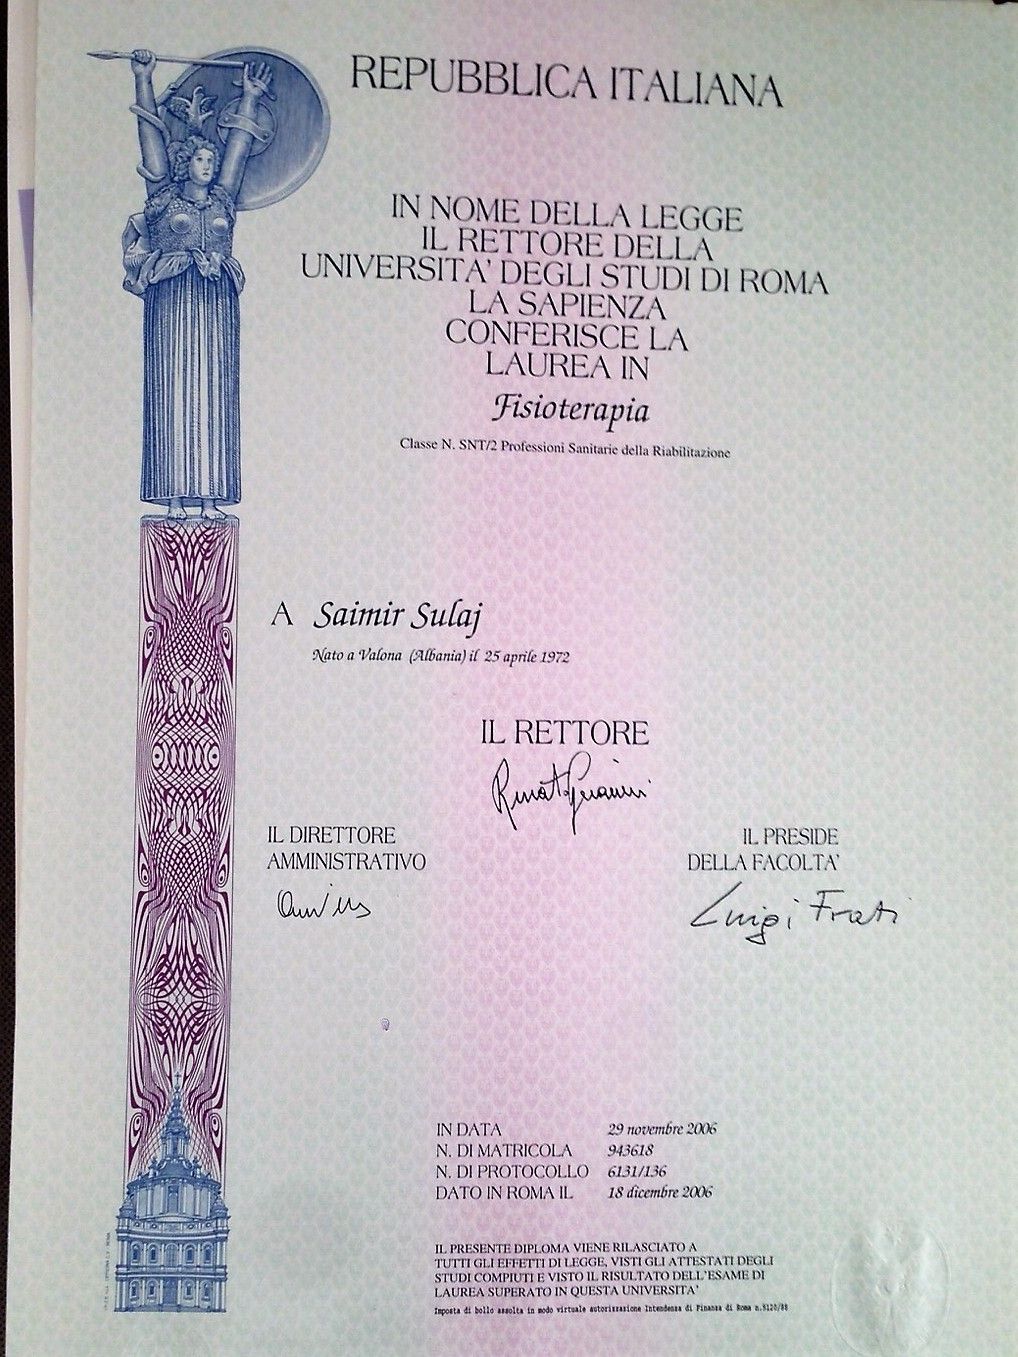 REPUBBLICA ITALIANA
IN NOME DELLA LEGGE
IL RETTORE DELLA
UNIVERSITA' DEGLI STUDI DI ROMA
LA SAPIENZA
CONFERISCE LA
LAUREA IN
Fisioterapia
Classe N. SNT/2 Professioni Sanitarie della Riabilitazione
A Saimir Sulaj
Nato a Valona (Albania) il 25 aprile 1972
IL RETTORE
IL DIRETTORE
AMMINISTRATIVO
IL PRESIDE
DELLA FACOLTA'
Luigi Frati
IN DATA 29 novembre 2006
N. DI MATRICOLA 943618
N. DI PROTOCOLLO 6131/136
DATO IN ROMA IL 18 dicembre 2006
IL PRESENTE DIPLOMA VIENE RILASCIATO A
TUTTI GLI EFFETTI DI LEGGE, VISTI GLI ATTESTATI DEGLI
STUDI COMPIUTI E VISTO IL RISULTATO DELL'ESAME DI
LAUREA SUPERATO IN QUESTA UNIVERSITA'
Imposta di bollo assolta in modo virtuale autorizzazione Intendenza di Finanza di Roma n.8120/88